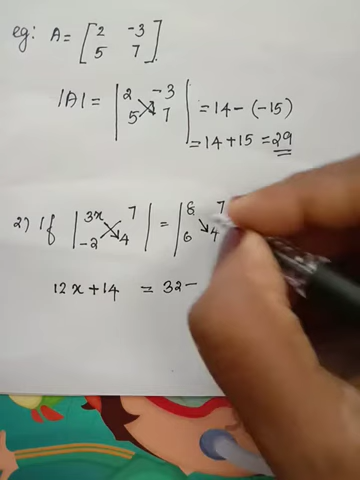 eg: A = [2 -3
5 7].
|A| = |2 -3
5 7| = 14 - (-15)
= 14 + 15 = 29
2) If |3x 7
-2 4| = |8 7
6 4
12x + 14 = 32 -